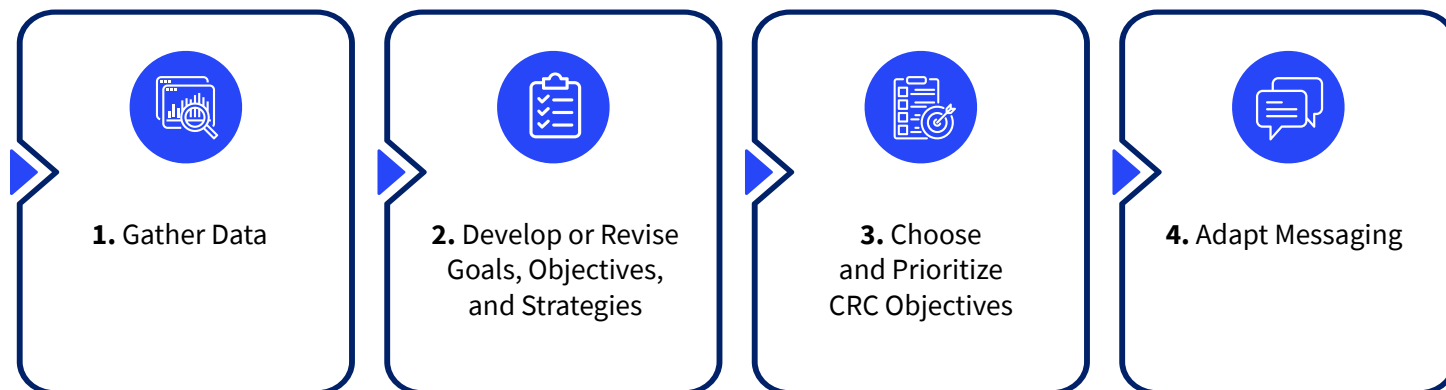 1. Gather Data
2. Develop or Revise
Goals, Objectives,
and Strategies
3. Choose
and Prioritize
CRC Objectives
4. Adapt Messaging